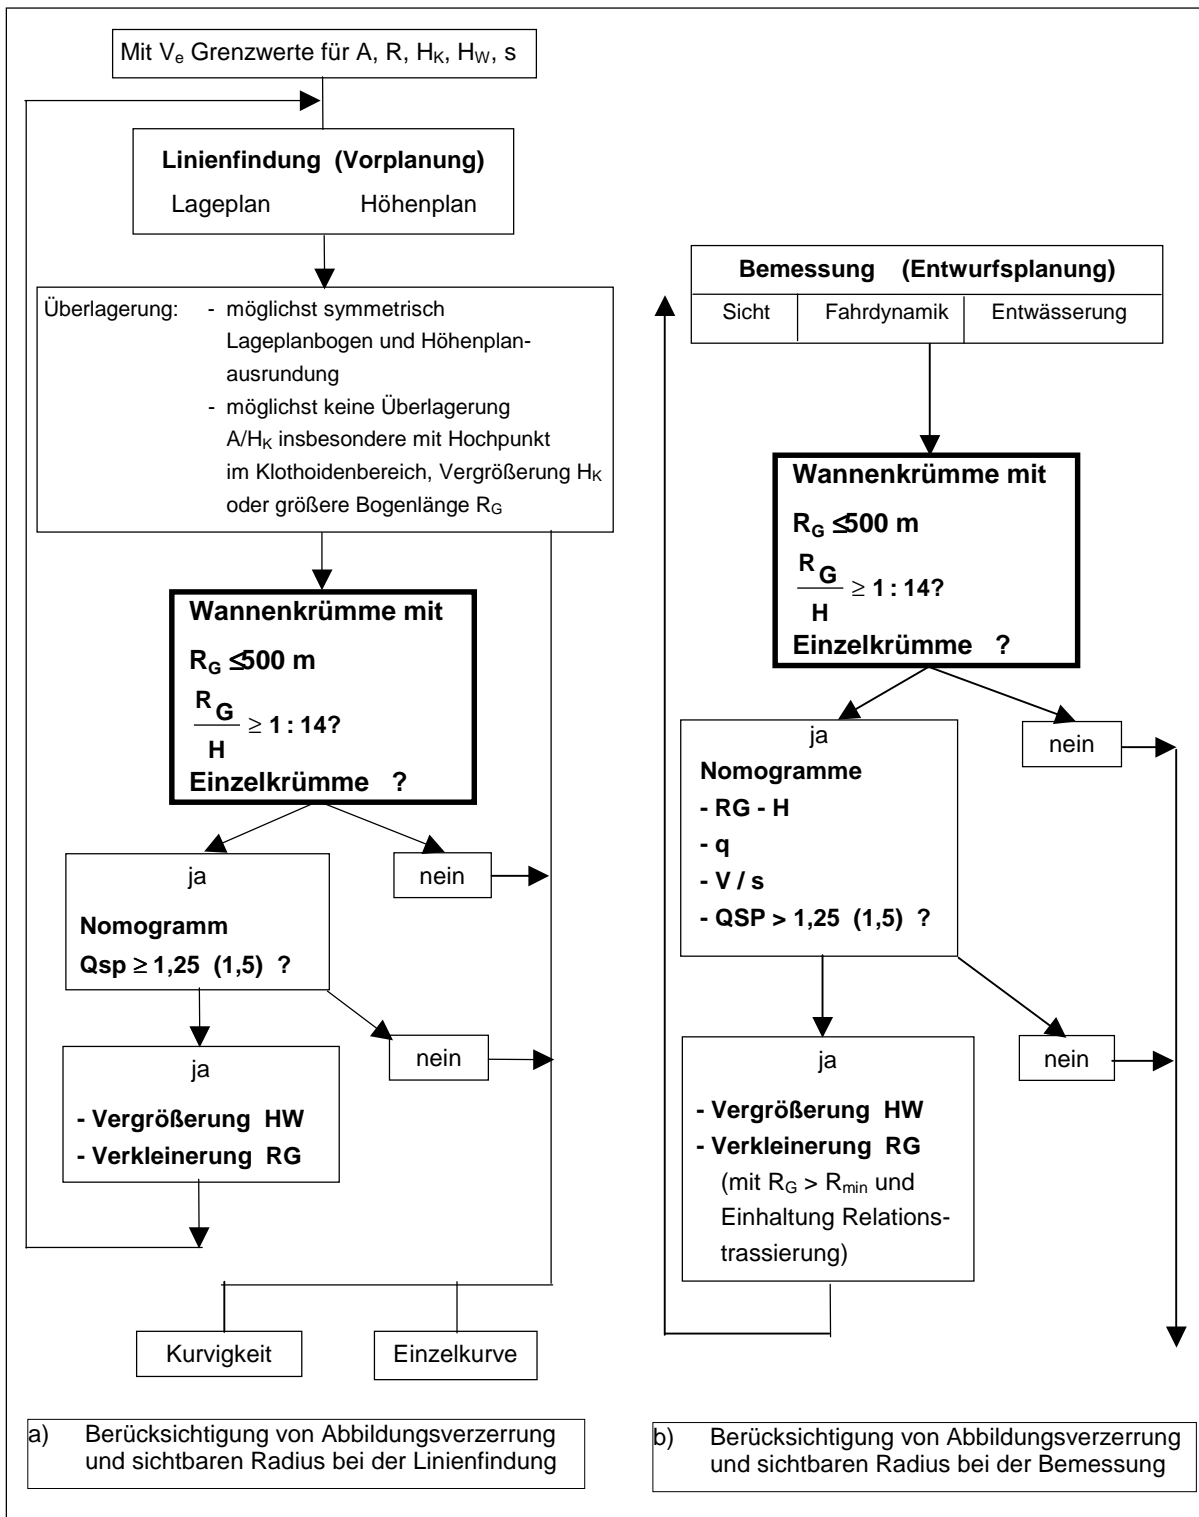 Mit Ve Grenzwerte für A, R, HK, HW, s
Linienfindung (Vorplanung)
Lageplan Höhenplan
Überlagerung: - möglichst symmetrisch
Lageplanbogen und Höhenplan-
ausrundung
- möglichst keine Überlagerung
A/HK insbesondere mit Hochpunkt
im Klothoidenbereich, Vergrößerung HK
oder größere Bogenlänge RG
Wannenkrümme mit
RG ≤500 m
RG
H
≥ 1 : 14?
Einzelkrümme ?
ja
Nomogramm
Qsp ≥ 1,25 (1,5) ?
nein
ja
- Vergrößerung HW
- Verkleinerung RG
nein
Kurvigkeit
Einzelkurve
a) Berücksichtigung von Abbildungsverzerrung
und sichtbaren Radius bei der Linienfindung
Bemessung (Entwurfsplanung)
Sicht Fahrdynamik Entwässerung
Wannenkrümme mit
RG ≤500 m
RG
H
≥ 1 : 14?
Einzelkrümme ?
ja
Nomogramme
- RG - H
- q
- V / s
- QSP > 1,25 (1,5) ?
nein
ja
- Vergrößerung HW
- Verkleinerung RG
(mit RG > Rmin und
Einhaltung Relations-
trassierung)
nein
b) Berücksichtigung von Abbildungsverzerrung
und sichtbaren Radius bei der Bemessung